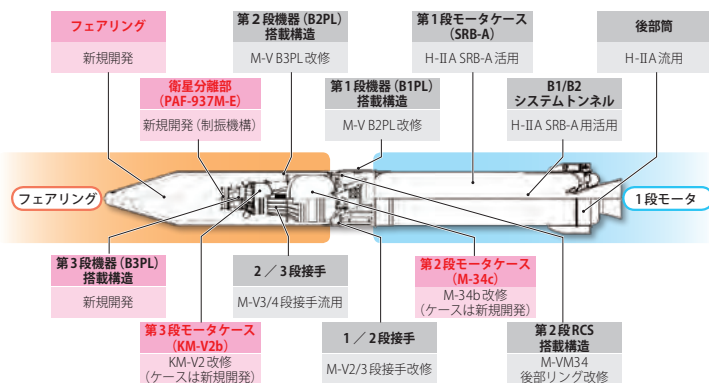 フェアリング
新規開発
第2段機器(B2PL)
搭載構造
M-V B3PL改修
第1段モータケース
(SRB-A)
H-IIA SRB-A 活用
後部筒
H-IIA流用
衛星分離部
(PAF-937M-E)
新規開発(制振機構)
第1段機器(B1PL)
搭載構造
M-V B2PL改修
B1/B2
システムトンネル
H-IIA SRB-A用活用
フェアリング
1段モータ
第3段機器(B3PL)
搭載構造
新規開発
2／3段接手
M-V3/4段接手流用
第2段モータケース
(M-34c)
M-34b改修
(ケースは新規開発)
第3段モータケース
(KM-V2b)
KM-V2改修
(ケースは新規開発)
1／2段接手
M-V2/3段接手改修
第2段RCS
搭載構造
M-VM34
後部リング改修